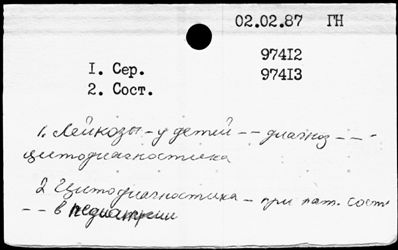 02.02.87 ГН
97412
97413
1. Сер.
2. Сост.
1. Лейкозы – у детей – – диагноз – – –
цитодиагностика
2 Цитодиагностика – при пат. сост
– – в педиатрии